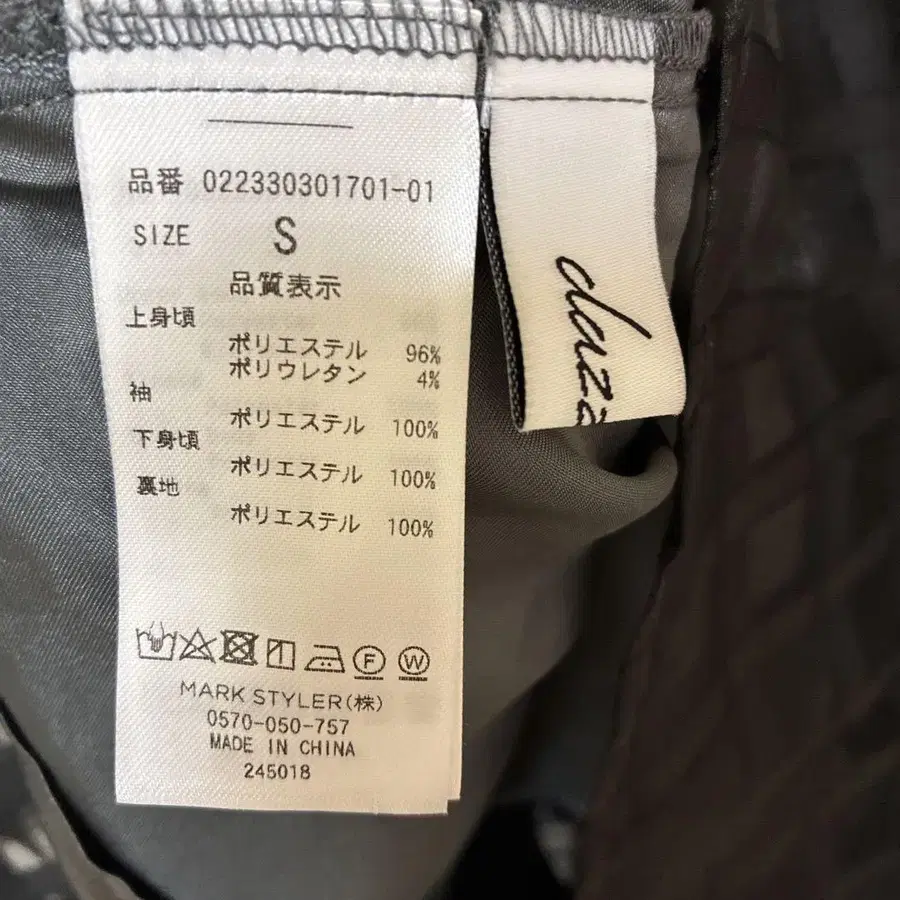 品番 022330301701-01
SIZE S
品質表示
上身頃
ポリエステル 96%
ポリウレタン 4%
袖
ポリエステル 100%
下身頃
ポリエステル 100%
裏地
ポリエステル 100%
F W
MARK STYLER(株)
0570-050-757
MADE IN CHINA
245018
daz